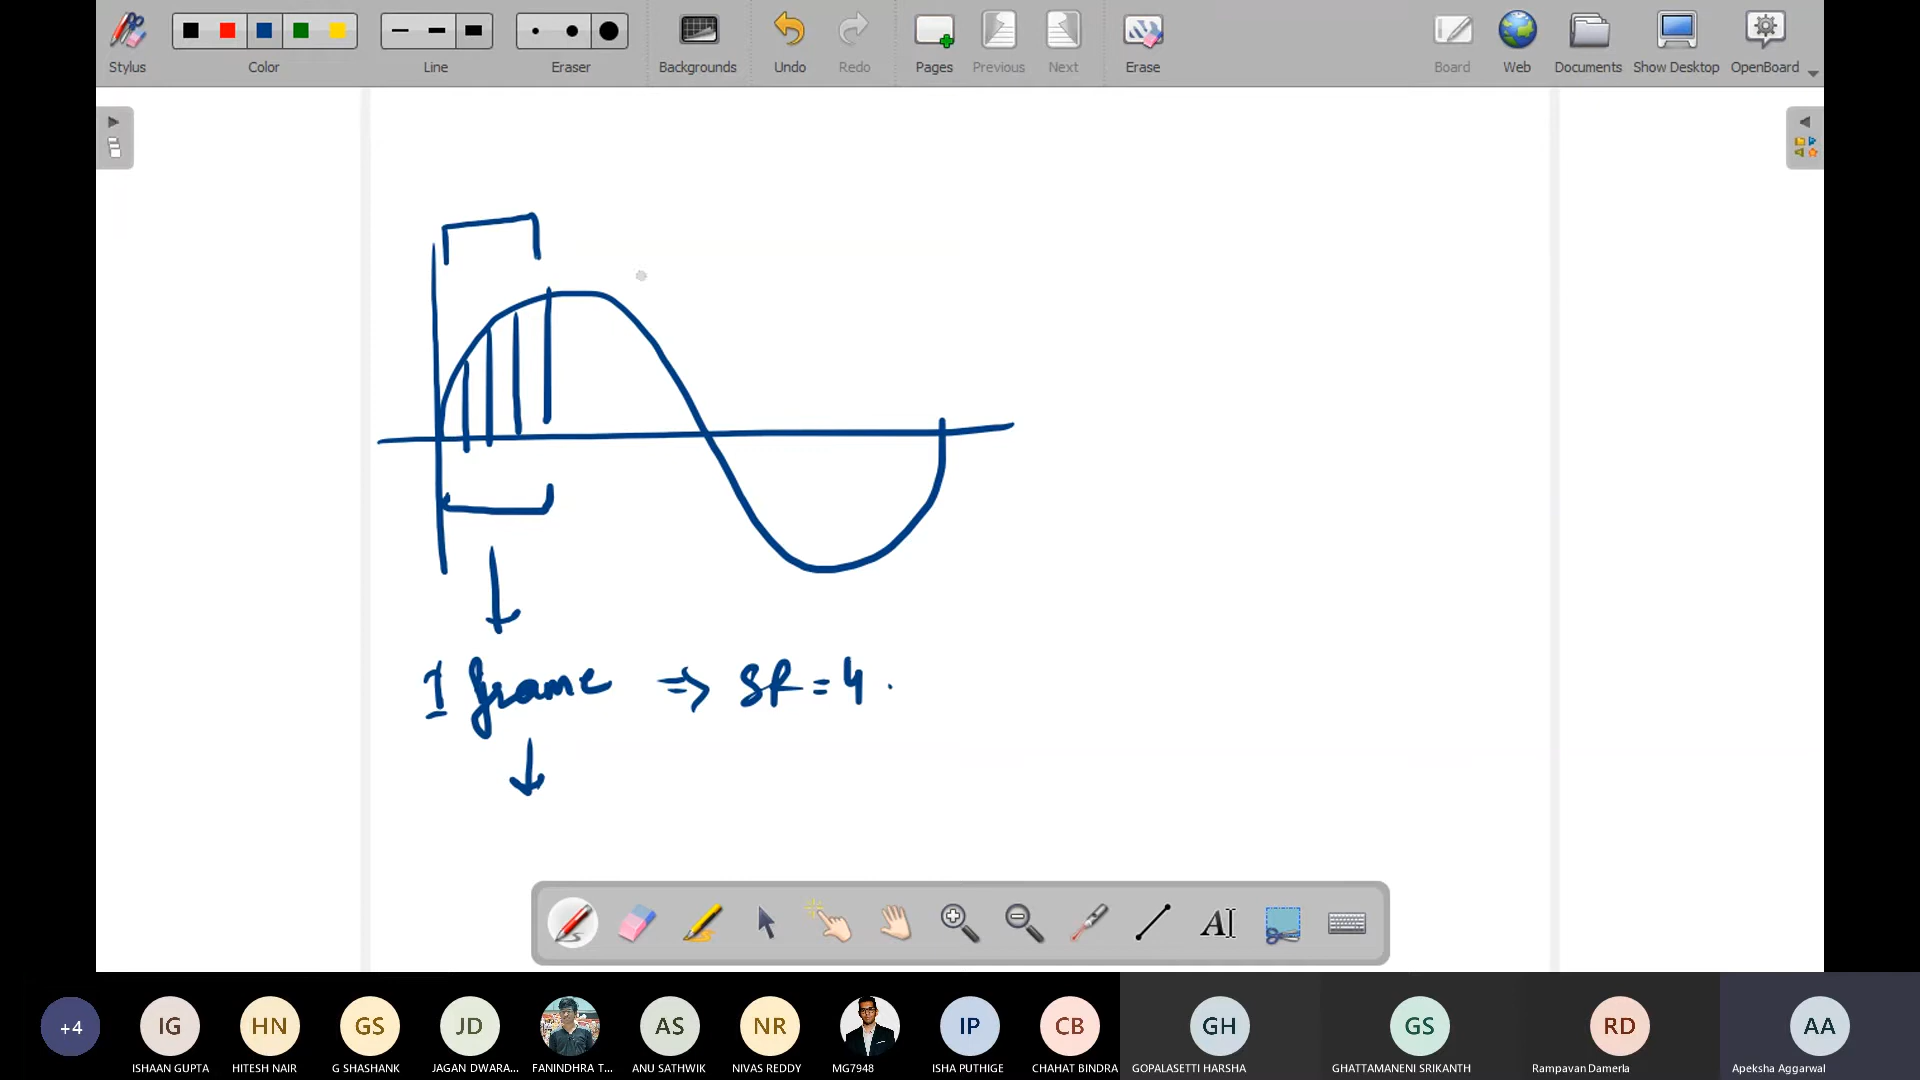 Stylus
Color
Line
Eraser
Backgrounds
Undo
Redo
Pages
Previous
Next
Erase
Board
Web
Documents
Show Desktop
OpenBoard
1 frame ⇒ SR = 4 .
AI
+4
IG
HN
GS
JD
AS
NR
IP
CB
GH
GS
RD
AA
ISHAAN GUPTA
HITESH NAIR
G SHASHANK
JAGAN DWARA...
FANINDHRA T...
ANU SATHWIK
NIVAS REDDY
MG7948
ISHA PUTHIGE
CHAHAT BINDRA
GOPALASETTI HARSHA
GHATTAMANENI SRIKANTH
Rampavan Damerla
Apeksha Aggarwal